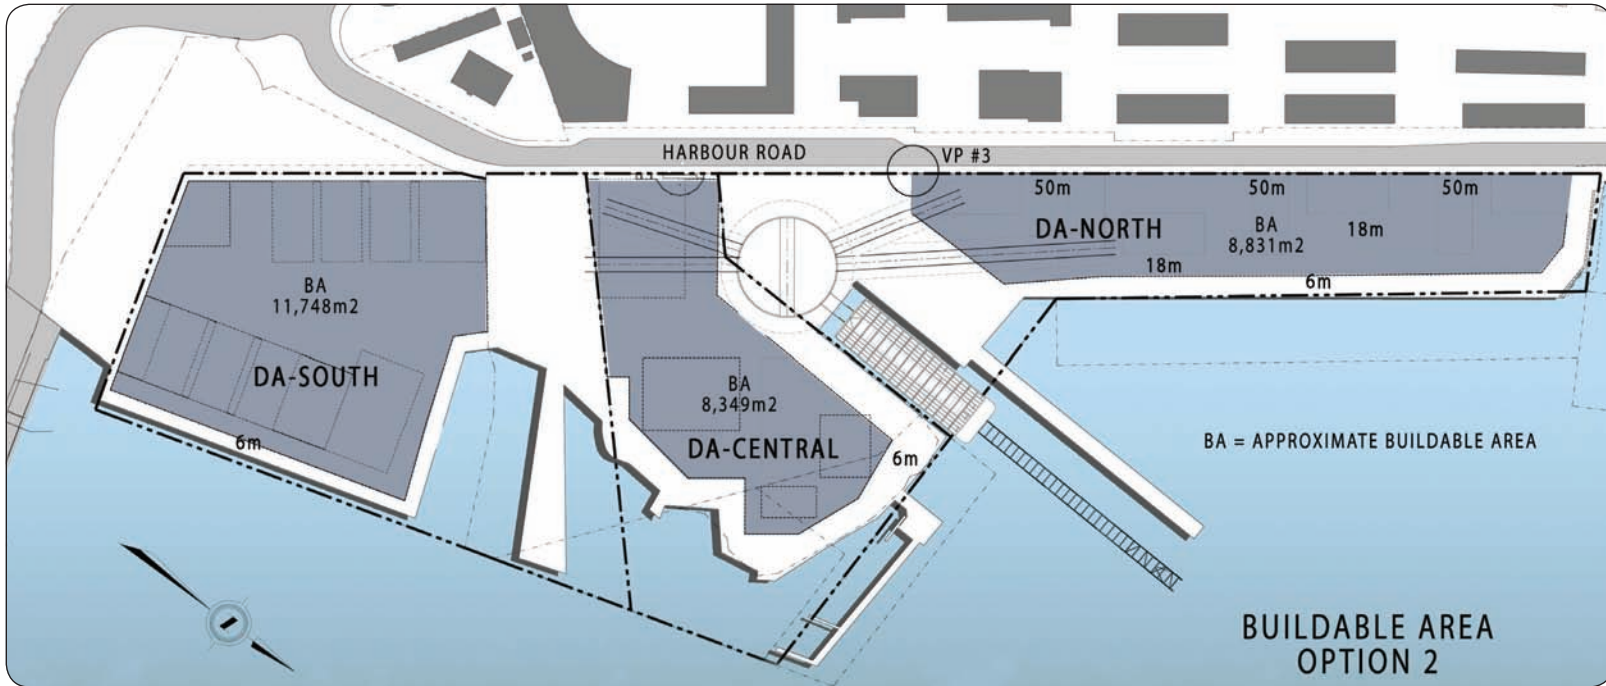 HARBOUR ROAD
VP #3
50m
50m
50m
DA-NORTH
BA
8,831m2
18m
18m
6m
BA
11,748m2
DA-SOUTH
6m
BA
8,349m2
DA-CENTRAL
6m
BA = APPROXIMATE BUILDABLE AREA
BUILDABLE AREA
OPTION 2